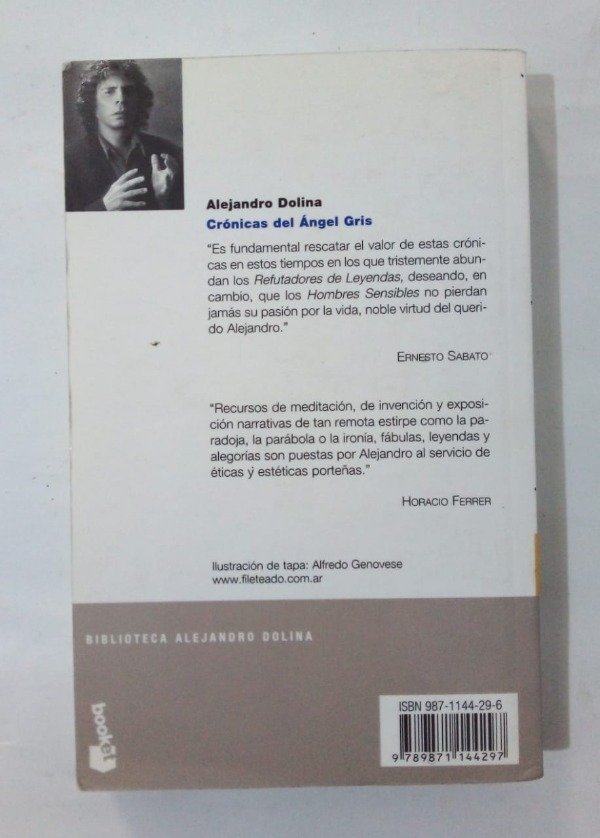 Alejandro Dolina
Crónicas del Ángel Gris
“Es fundamental rescatar el valor de estas cróni-
cas en estos tiempos en los que tristemente abun-
dan los Refutadores de Leyendas, deseando, en
cambio, que los Hombres Sensibles no pierdan
jamás su pasión por la vida, noble virtud del queri-
do Alejandro.”
ERNESTO SABATO
“Recursos de meditación, de invención y exposi-
ción narrativas de tan remota estirpe como la pa-
radoja, la parábola o la ironía, fábulas, leyendas y
alegorías son puestas por Alejandro al servicio de
éticas y estéticas porteñas.”
HORACIO FERRER
Ilustración de tapa: Alfredo Genovese
www.fileteado.com.ar
BIBLIOTECA ALEJANDRO DOLINA
booket
ISBN 987-1144-29-6
9 789871 144297